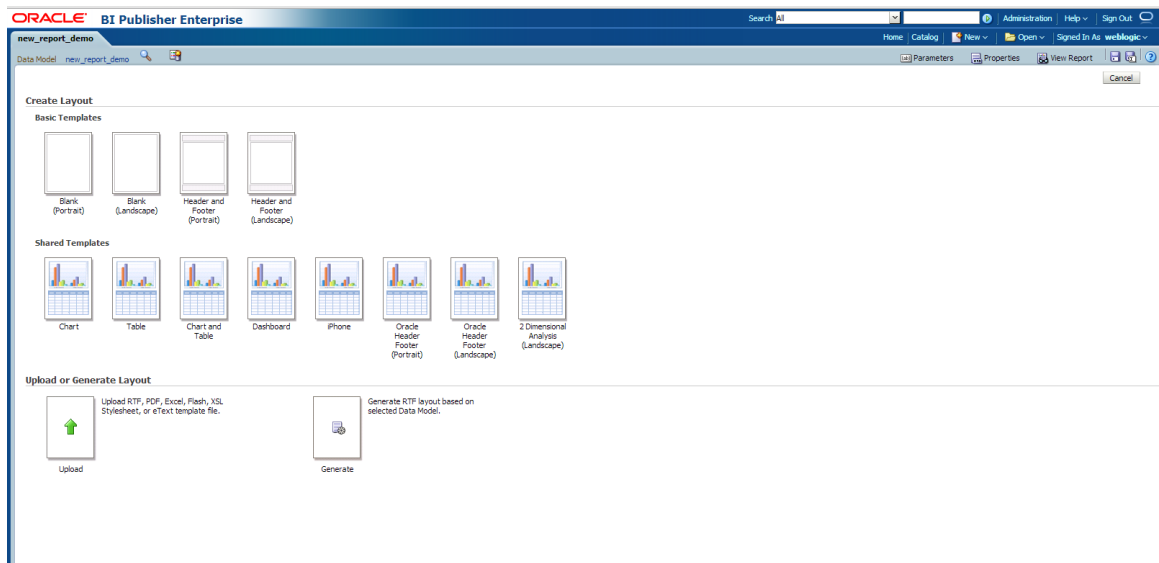 ORACLE BI Publisher Enterprise Search All Administration Help Sign Out
new_report_demo Home Catalog New Open Signed In As weblogic
Data Model new_report_demo Parameters Properties View Report
Cancel
Create Layout
Basic Templates
Blank
(Portrait)
Blank
(Landscape)
Header and
Footer
(Portrait)
Header and
Footer
(Landscape)
Shared Templates
Chart
Table
Chart and
Table
Dashboard
iPhone
Oracle
Header
Footer
(Portrait)
Oracle
Header
Footer
(Landscape)
2 Dimensional
Analysis
(Landscape)
Upload or Generate Layout
Upload RTF, PDF, Excel, Flash, XSL
Stylesheet, or eText template file.
Upload
Generate RTF layout based on
selected Data Model.
Generate